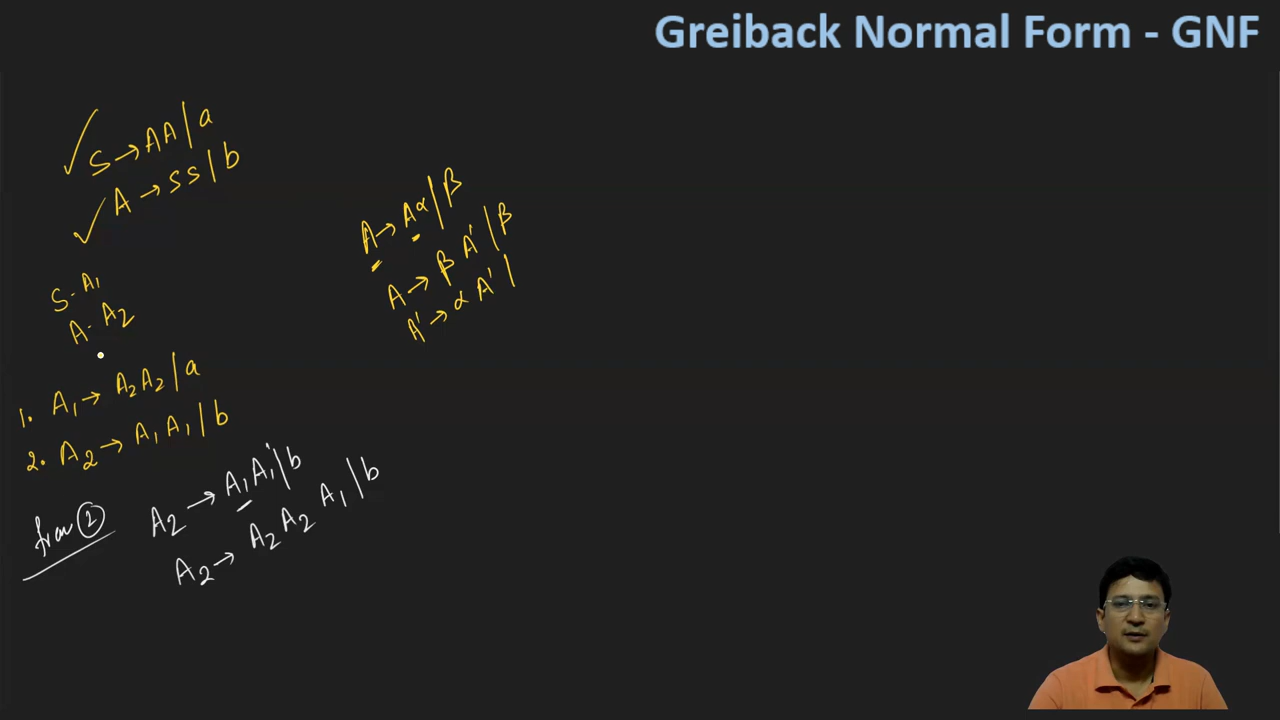 Greiback Normal Form - GNF
S → AA | a
A → SS | b
S - A₁
A - A₂
1. A₁ → A₂A₂ | a
2. A₂ → A₁A₁ | b
from ②
A₂ → A₁A₁ | b
A₂ → A₂A₂A₁ | b
A → Aα | β
A → βA' | β
A' → αA' |